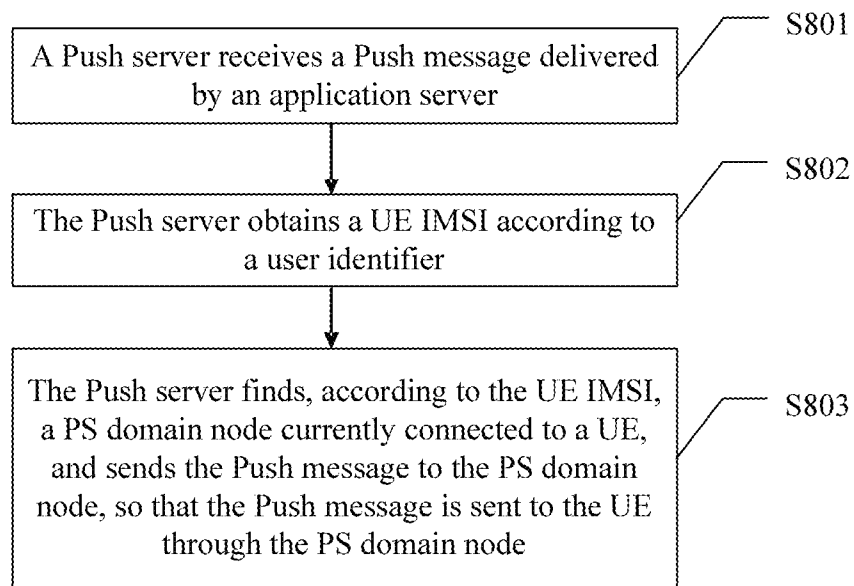 S801
A Push server receives a Push message delivered
by an application server
S802
The Push server obtains a UE IMSI according to
a user identifier
S803
The Push server finds, according to the UE IMSI,
a PS domain node currently connected to a UE,
and sends the Push message to the PS domain
node, so that the Push message is sent to the UE
through the PS domain node